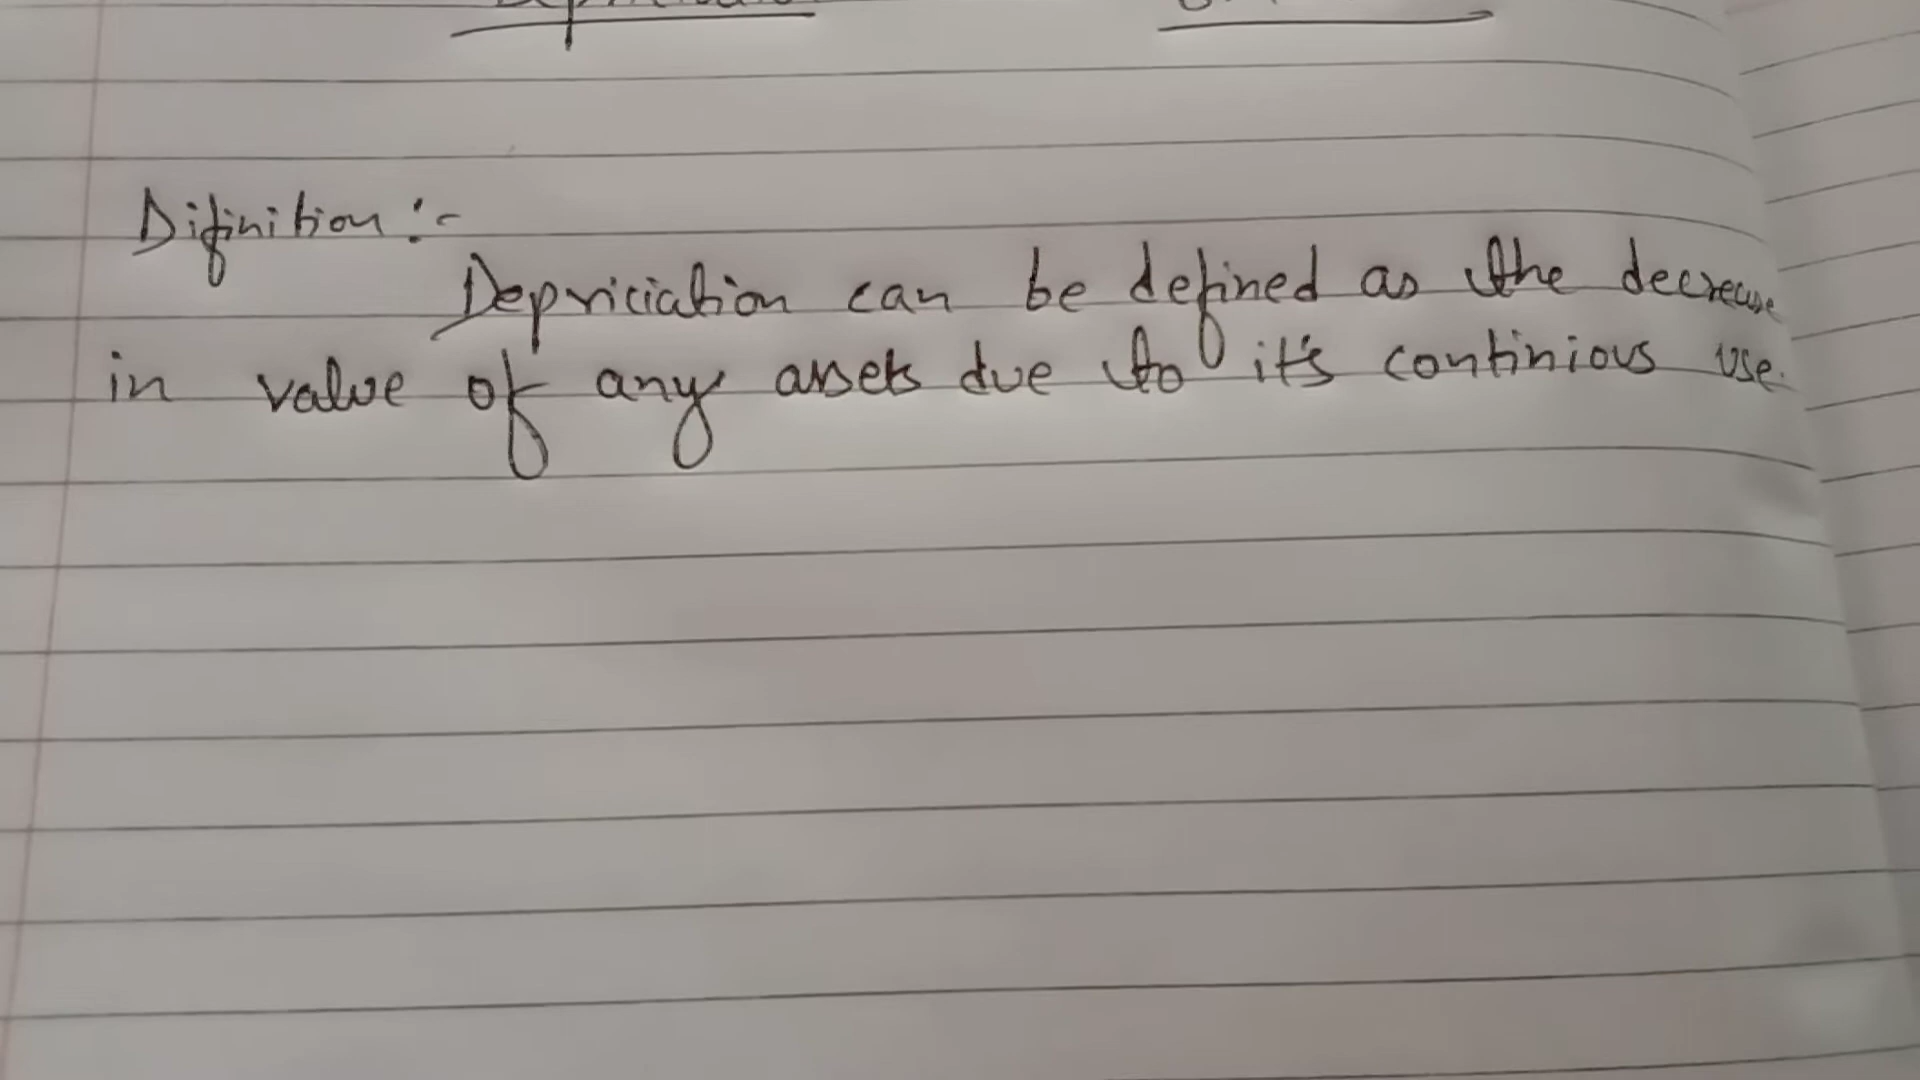 Difinition :-
Depriciation can be defined as the decrease
in value of any assets due to it's continious use.